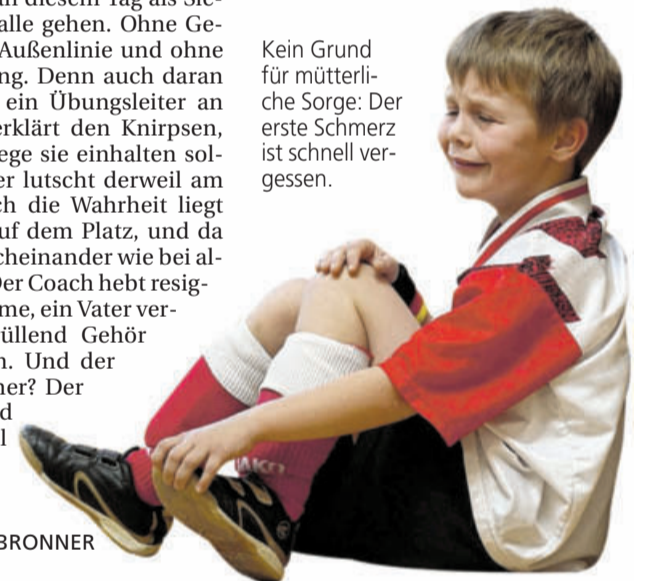 diesem Tag als Sie-
alle gehen. Ohne Ge-
Außenlinie und ohne
ng. Denn auch daran
ein Übungsleiter an
erklärt den Knirpsen,
ege sie einhalten sol-
er lutscht derweil am
ch die Wahrheit liegt
uf dem Platz, und da
cheinander wie bei al-
Der Coach hebt resig-
me, ein Vater ver-
üllend Gehör
n. Und der
ner? Der
d
l
BRONNER
Kein Grund
für mütterli-
che Sorge: Der
erste Schmerz
ist schnell ver-
gessen.
JAKO